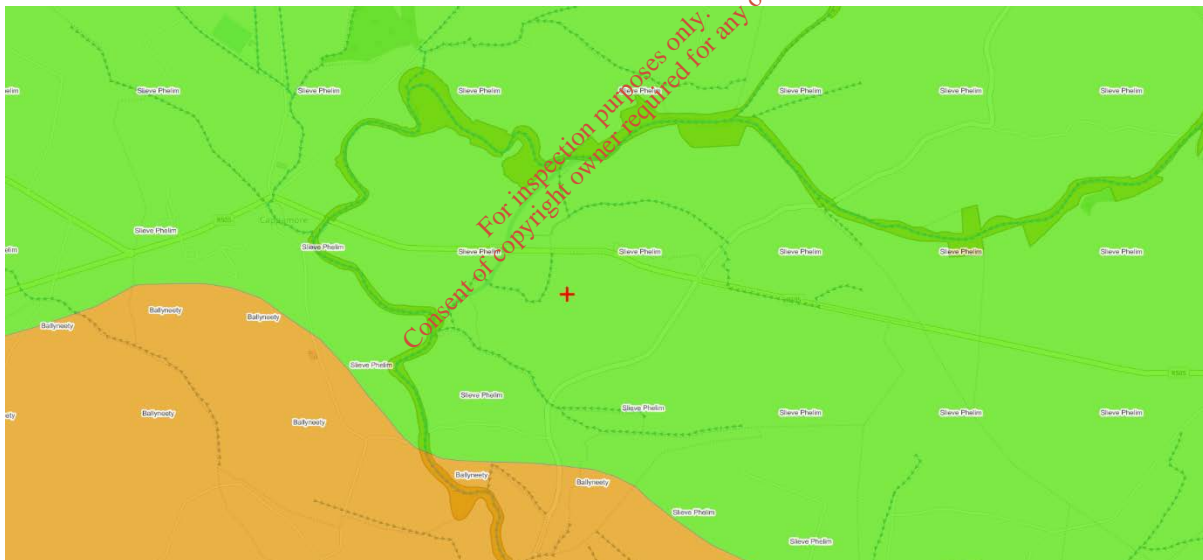 For inspection purposes only.
Consent of copyright owner required for any o
Slieve Phelim
Slieve Phelim
Slieve Phelim
Slieve Phelim
Slieve Phelim
Slieve Phelim
Slieve Phelim
Cappamore
R505
Slieve Phelim
Slieve Phelim
Slieve Phelim
Slieve Phelim
Slieve Phelim
Slieve Phelim
Slieve Phelim
Ballyneety
Ballyneety
Ballyneety
Slieve Phelim
R505
Slieve Phelim
Ballyneety
Ballyneety
Slieve Phelim
Slieve Phelim
Slieve Phelim
Slieve Phelim
Ballyneety
Ballyneety
Slieve Phelim
Slieve Phelim